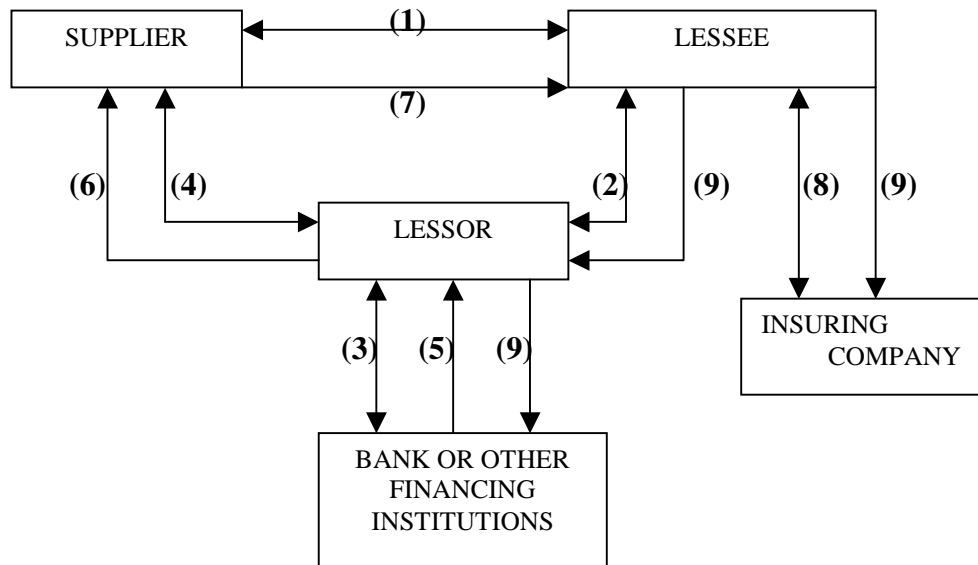 (1)
SUPPLIER
LESSEE
(7)
(6)
(4)
(2)
(9)
(8)
(9)
LESSOR
INSURING
COMPANY
(3)
(5)
(9)
BANK OR OTHER
FINANCING
INSTITUTIONS